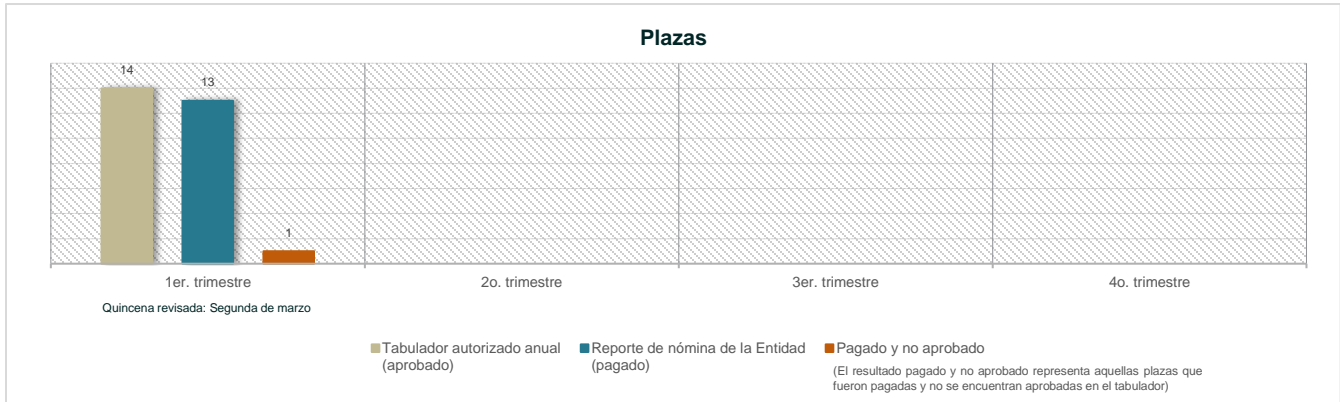 Plazas
14
13
1
1er. trimestre
2o. trimestre
3er. trimestre
4o. trimestre
Quincena revisada: Segunda de marzo
Tabulador autorizado anual
(aprobado)
Reporte de nómina de la Entidad
(pagado)
Pagado y no aprobado
(El resultado pagado y no aprobado representa aquellas plazas que
fueron pagadas y no se encuentran aprobadas en el tabulador)